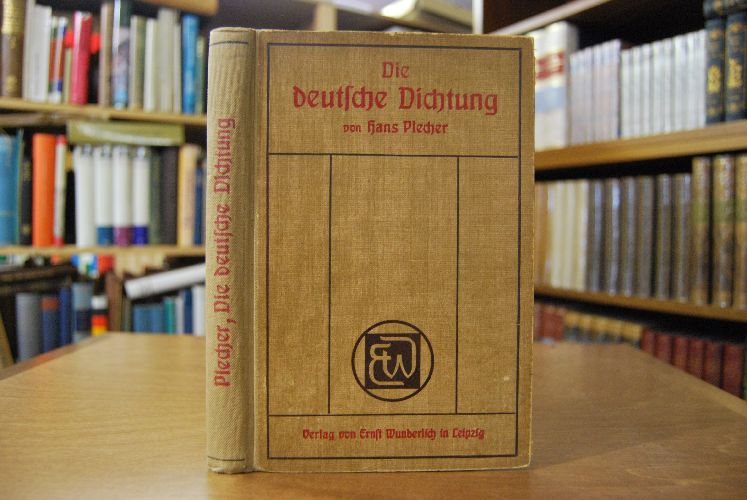 Die
deutſche Dichtung
von Hans Plecher
EW
Verlag von Ernſt Wunderlich in Leipzig
Plecher, Die deutſche Dichtung